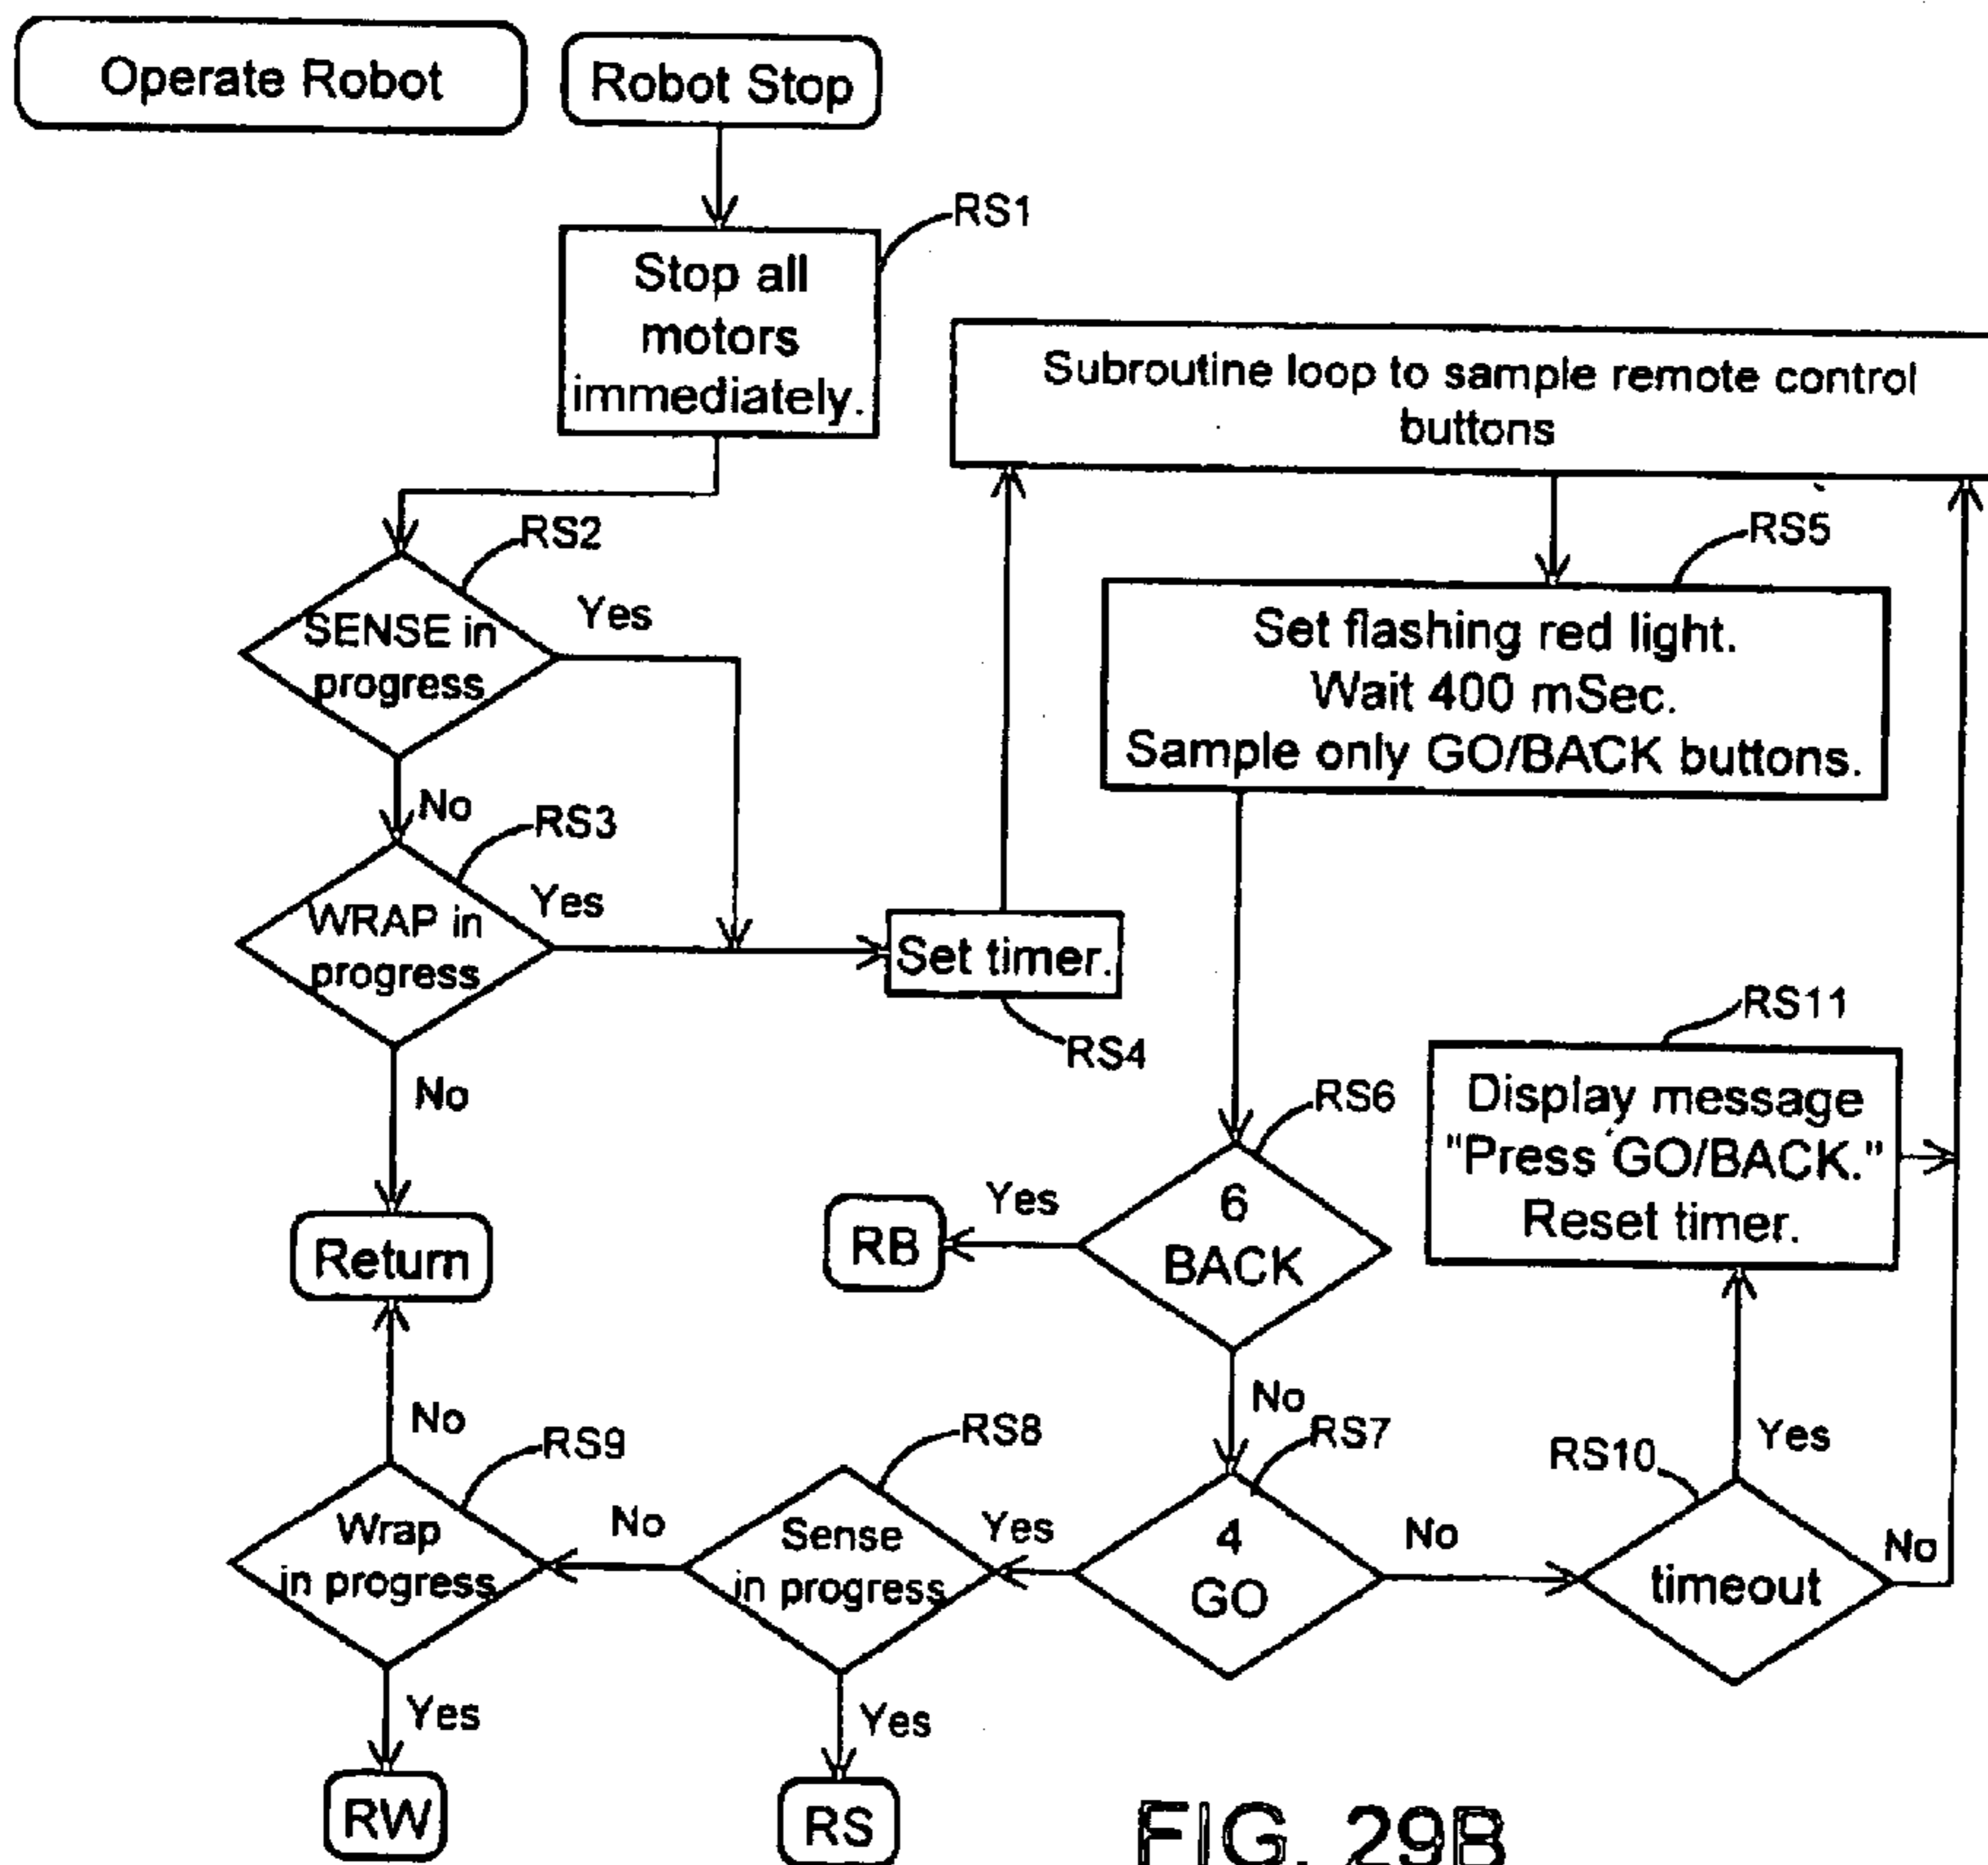 Operate Robot
Robot Stop
RS1
Stop all
motors
immediately.
Subroutine loop to sample remote control
buttons
RS2
SENSE in
progress
Yes
No
RS5
Set flashing red light.
Wait 400 mSec.
Sample only GO/BACK buttons.
RS3
WRAP in
progress
Yes
No
Set timer.
RS4
RS11
Display message
"Press GO/BACK."
Reset timer.
RS6
6
BACK
Yes
RB
No
Return
No
RS9
Wrap
in progress
Yes
RW
No
RS8
Sense
in progress
Yes
RS
Yes
RS7
4
GO
No
RS10
timeout
Yes
No
FIG. 29B